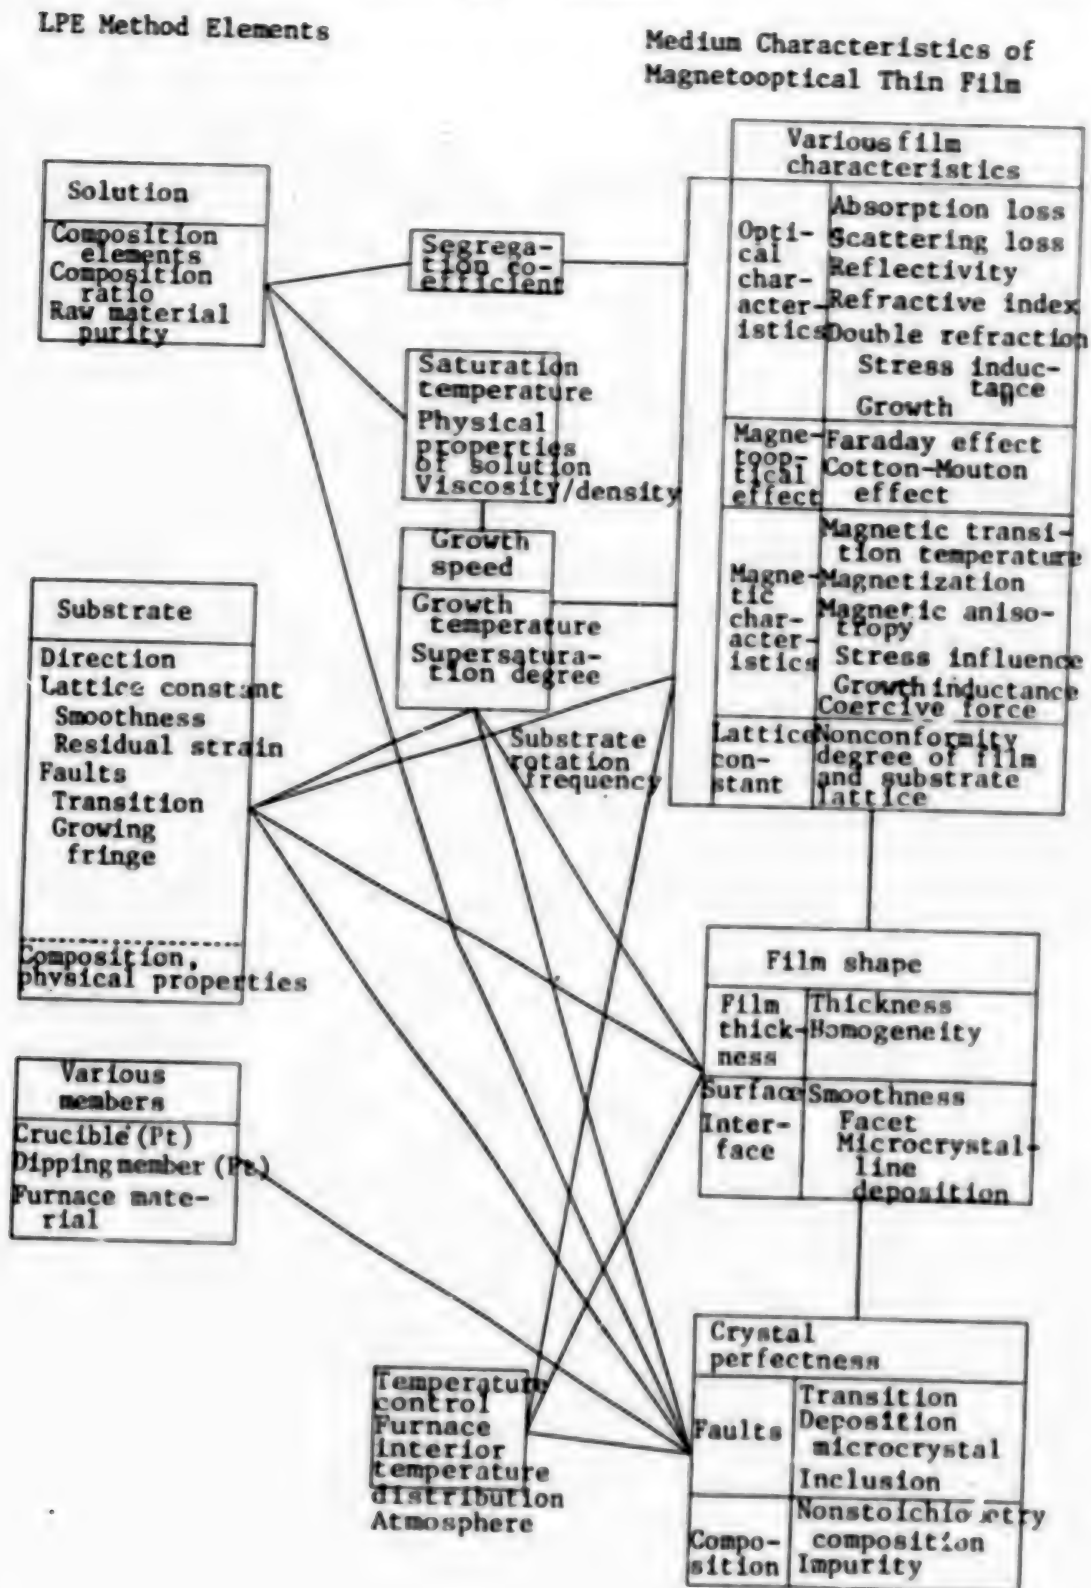 LPE Method Elements
Medium Characteristics of
Magnetooptical Thin Film
Solution
Composition
elements
Composition
ratio
Raw material
purity
Segrega-
tion co-
efficient
Saturation
temperature
Physical
properties
of solution
Viscosity/density
Growth
speed
Growth
temperature
Supersatura-
tion degree
Substrate
rotation
frequency
Substrate
Direction
Lattice constant
Smoothness
Residual strain
Faults
Transition
Growing
fringe
Composition,
physical properties
Various
members
Crucible (Pt)
Dipping member (Pt)
Furnace mate-
rial
Temperature
control
Furnace
interior
temperature
distribution
Atmosphere
Various film
characteristics
Opti-
cal
char-
acter-
istics
Absorption loss
Scattering loss
Reflectivity
Refractive index
Double refraction
Stress induc-
tance
Growth "
Magne-
toop-
tical
effect
Faraday effect
Cotton-Mouton
effect
Magne-
tic
char-
acter-
istics
Magnetic transi-
tion temperature
Magnetization
Magnetic aniso-
tropy
Stress influence
Growth inductance
Coercive force
Lattice
con-
stant
Nonconformity
degree of film
and substrate
lattice
Film shape
Film
thick-
ness
Thickness
Homogeneity
Surface
Inter-
face
Smoothness
Facet
Microcrystal-
line
deposition
Crystal
perfectness
Faults
Transition
Deposition
microcrystal
Inclusion
Compo-
sition
Nonstoichiometry
composition
Impurity